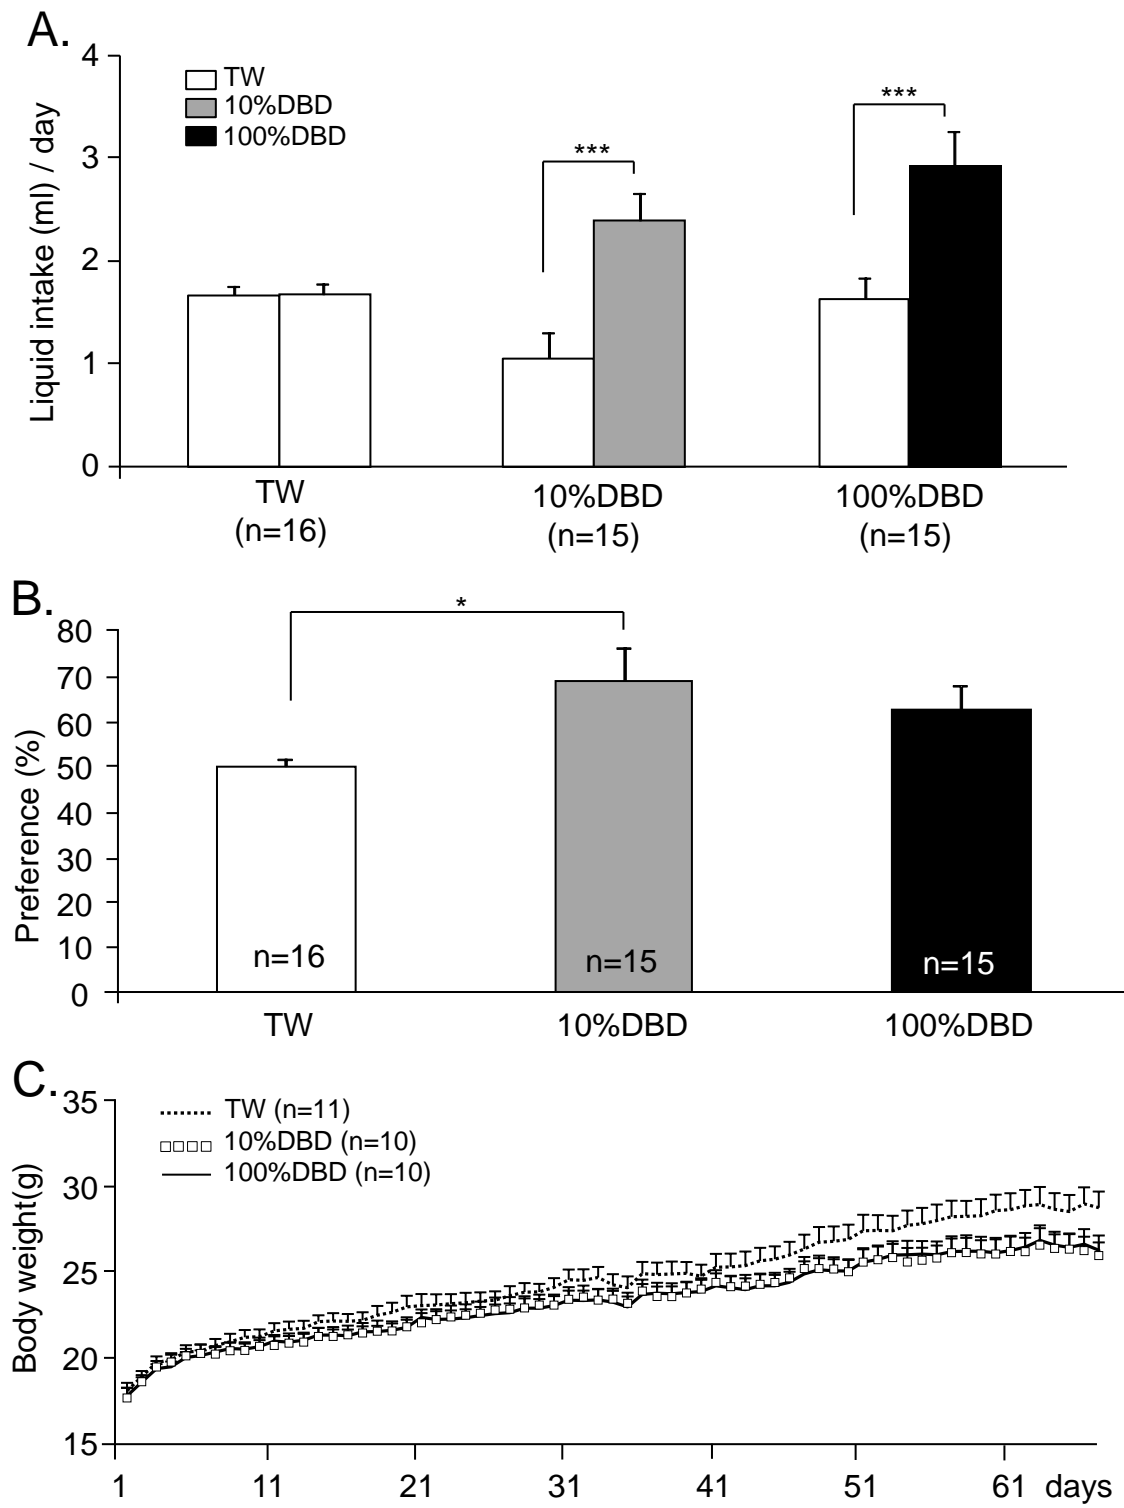 A.
4
3
2
1
0
Liquid intake (ml) / day
TW
10%DBD
100%DBD
***
***
TW
(n=16)
10%DBD
(n=15)
100%DBD
(n=15)
B.
80
70
60
50
40
30
20
10
0
Preference (%)
*
n=16
n=15
n=15
TW
10%DBD
100%DBD
C.
35
30
25
20
15
Body weight(g)
TW (n=11)
10%DBD (n=10)
100%DBD (n=10)
1 11 21 31 41 51 61 days